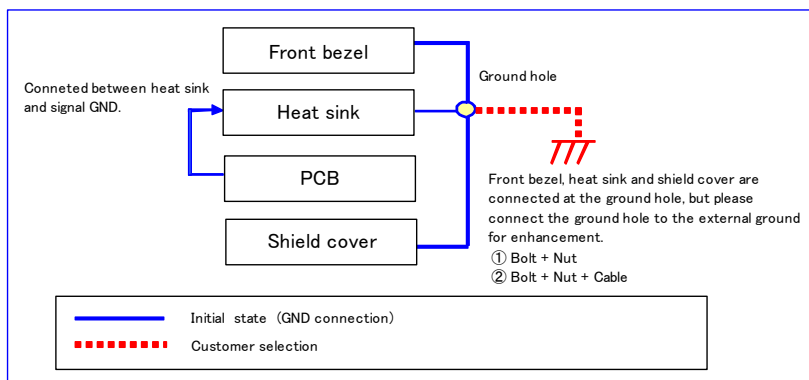 Front bezel
Ground hole
Conneted between heat sink
and signal GND.
Heat sink
PCB
Front bezel, heat sink and shield cover are
connected at the ground hole, but please
connect the ground hole to the external ground
for enhancement.
① Bolt + Nut
② Bolt + Nut + Cable
Shield cover
Initial state (GND connection)
Customer selection